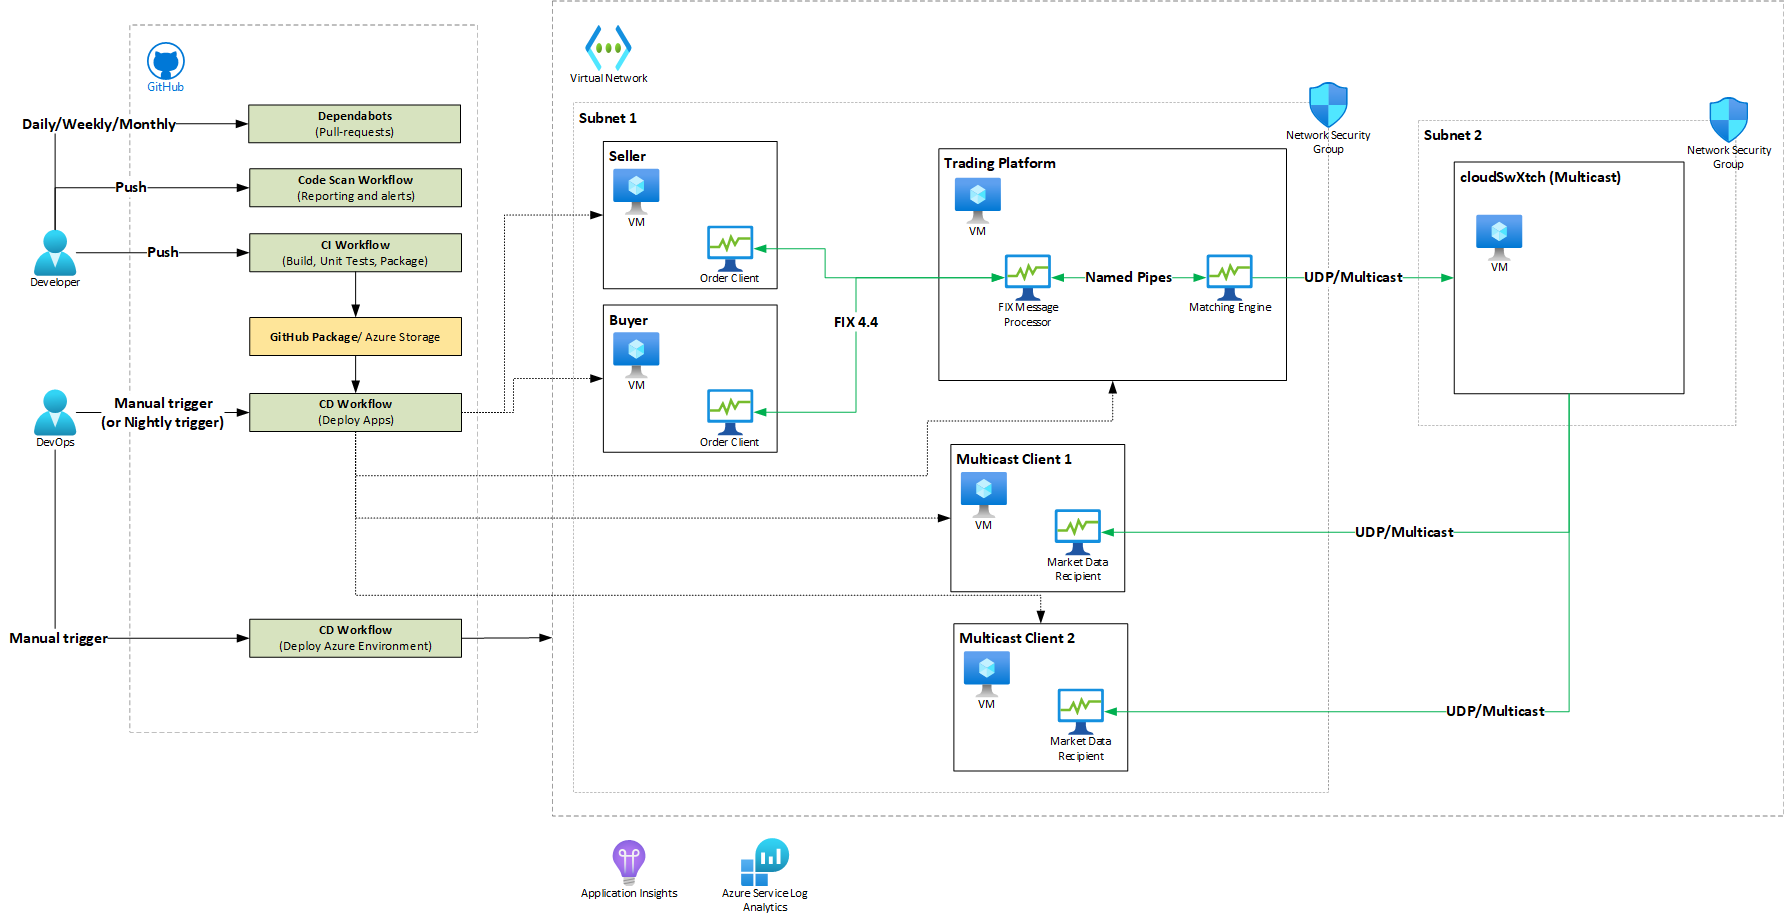 GitHub
Daily/Weekly/Monthly
Dependabots
(Pull-requests)
Push
Code Scan Workflow
(Reporting and alerts)
Developer
Push
CI Workflow
(Build, Unit Tests, Package)
GitHub Package/ Azure Storage
DevOps
Manual trigger
(or Nightly trigger)
CD Workflow
(Deploy Apps)
Manual trigger
CD Workflow
(Deploy Azure Environment)
Virtual Network
Subnet 1
Network Security
Group
Seller
VM
Order Client
Buyer
VM
Order Client
FIX 4.4
Trading Platform
VM
FIX Message
Processor
Named Pipes
Matching Engine
UDP/Multicast
Subnet 2
Network Security
Group
cloudSwXtch (Multicast)
VM
Multicast Client 1
VM
Market Data
Recipient
UDP/Multicast
Multicast Client 2
VM
Market Data
Recipient
UDP/Multicast
Application Insights
Azure Service Log
Analytics